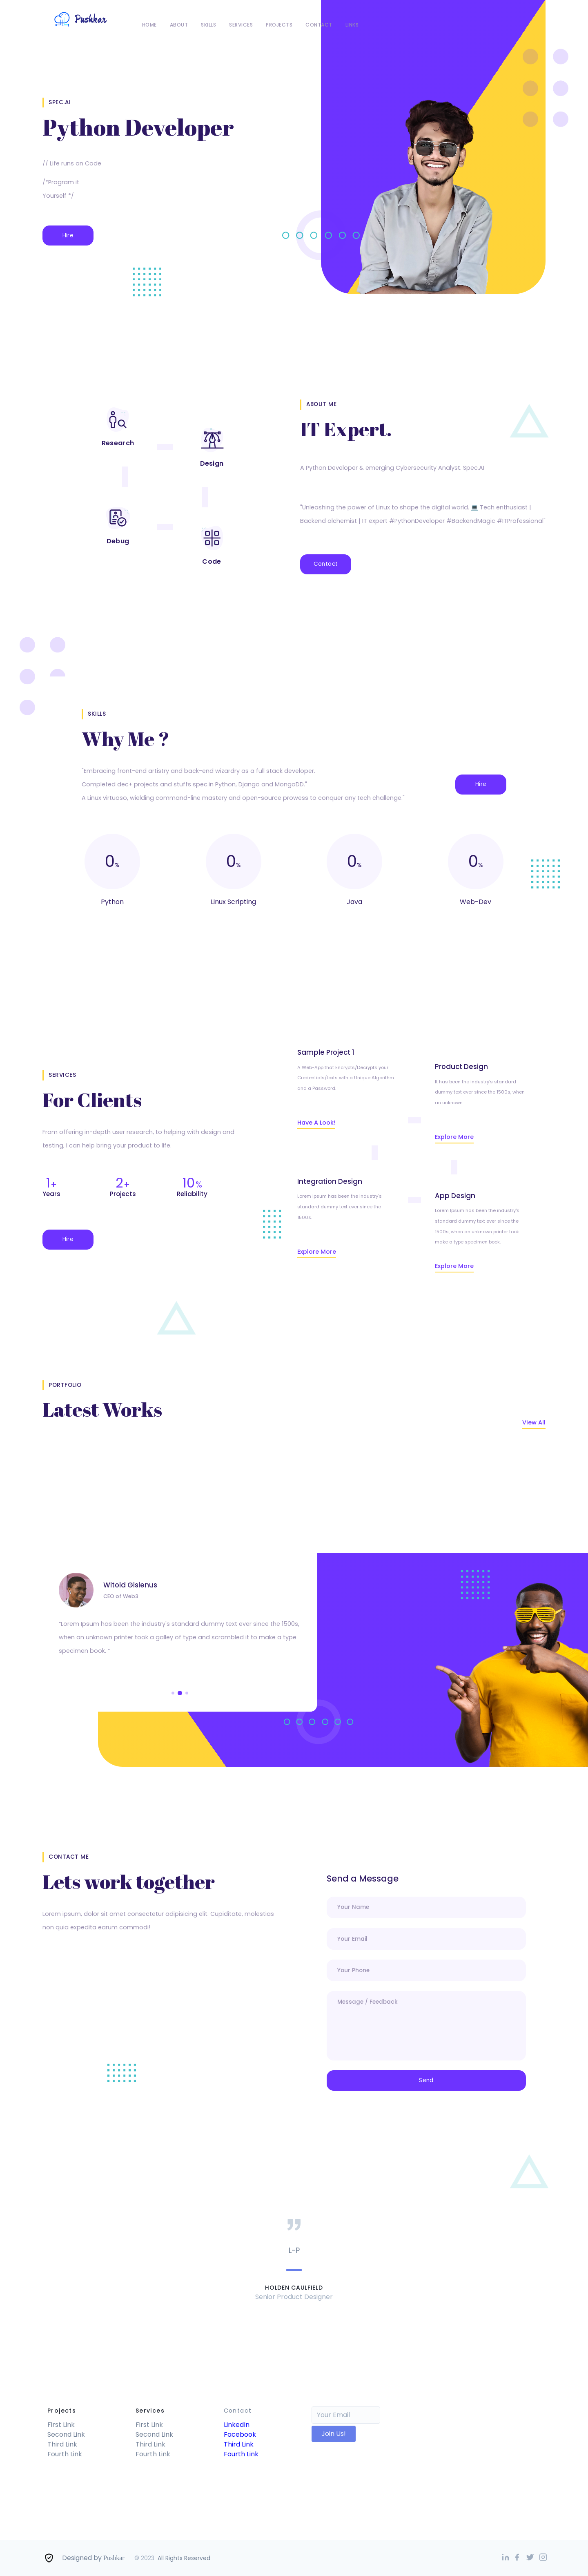 Pushkar
HOME ABOUT SKILLS SERVICES PROJECTS CONTACT LINKS
SPEC.AI
Python Developer
// Life runs on Code
/*Program It
Yourself */
Hire
Research
Design
Debug
Code
ABOUT ME
IT Expert.
A Python Developer & emerging Cybersecurity Analyst. Spec.AI
"Unleashing the power of Linux to shape the digital world. 💻 Tech enthusiast |
Backend alchemist | IT expert #PythonDeveloper #BackendMagic #ITProfessional"
Contact
SKILLS
Why Me ?
"Embracing front-end artistry and back-end wizardry as a full stack developer.
Completed dec+ projects and stuffs spec.in Python, Django and MongoDD."
A Linux virtuoso, wielding command-line mastery and open-source prowess to conquer any tech challenge."
Hire
0%
0%
0%
0%
Python
Linux Scripting
Java
Web-Dev
SERVICES
For Clients
From offering in-depth user research, to helping with design and
testing, I can help bring your product to life.
1+
Years
2+
Projects
10%
Reliability
Hire
Sample Project 1
A Web-App that Encrypts/Decrypts your
Credentials/texts with a Unique Algorithm
and a Password.
Have A Look!
Product Design
It has been the industry's standard
dummy text ever since the 1500s, when
an unknown
Explore More
Integration Design
Lorem Ipsum has been the industry's
standard dummy text ever since the
1500s.
Explore More
App Design
Lorem Ipsum has been the industry's
standard dummy text ever since the
1500s, when an unknown printer took
make a type specimen book.
Explore More
PORTFOLIO
Latest Works
View All
Witold Gislenus
CEO of Web3
"Lorem Ipsum has been the industry's standard dummy text ever since the 1500s,
when an unknown printer took a galley of type and scrambled it to make a type
specimen book. "
CONTACT ME
Lets work together
Lorem ipsum, dolor sit amet consectetur adipisicing elit. Cupiditate, molestias
non quia expedita earum commodi!
Send a Message
Your Name
Your Email
Your Phone
Message / Feedback
Send
”
L-P
HOLDEN CAULFIELD
Senior Product Designer
Projects
First Link
Second Link
Third Link
Fourth Link
Services
First Link
Second Link
Third Link
Fourth Link
Contact
LinkedIn
Facebook
Third Link
Fourth Link
Your Email
Join Us!
Designed by Pushkar
© 2023 All Rights Reserved